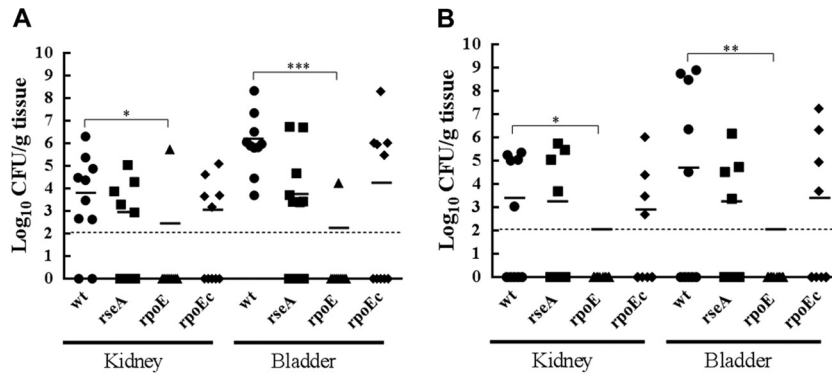 A
Log10 CFU/g tissue
10
9
8
7
6
5
4
3
2
1
0
*
***
wt
rseA
rpoE
rpoEc
wt
rseA
rpoE
rpoEc
Kidney
Bladder
B
Log10 CFU/g tissue
10
9
8
7
6
5
4
3
2
1
0
*
**
wt
rseA
rpoE
rpoEc
wt
rseA
rpoE
rpoEc
Kidney
Bladder